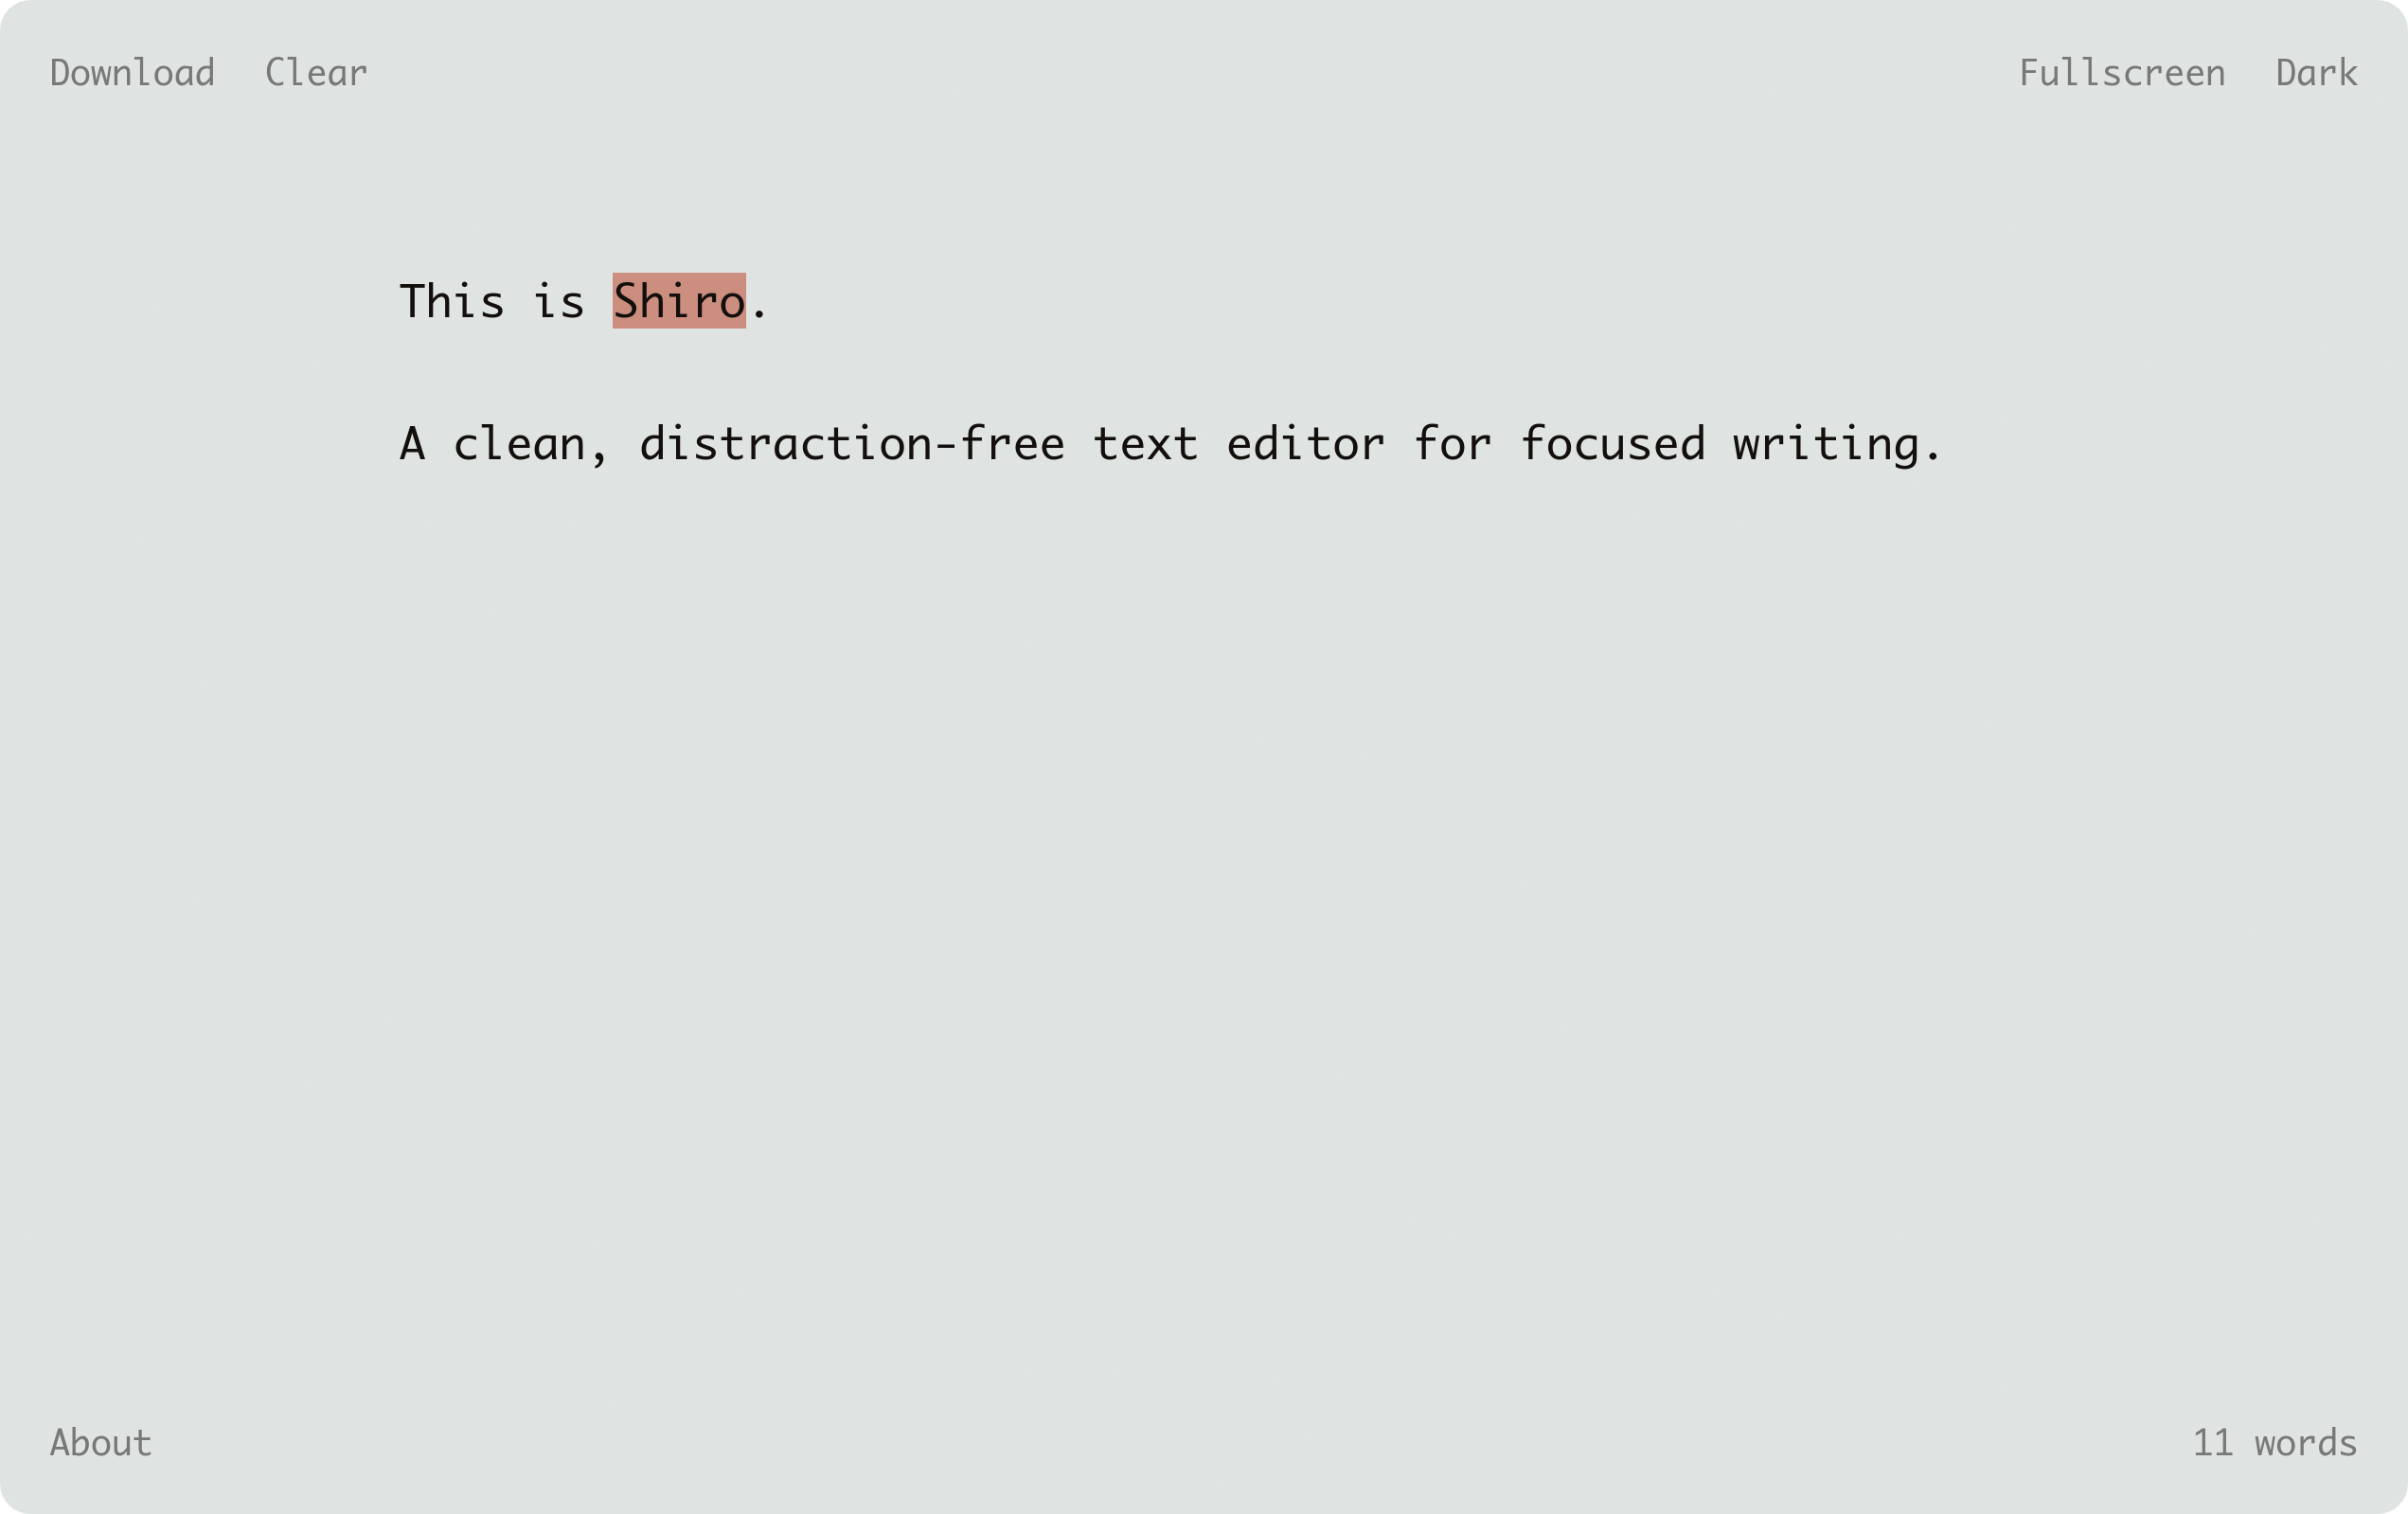 Download Clear Fullscreen Dark
This is Shiro.
A clean, distraction-free text editor for focused writing.
About 11 words